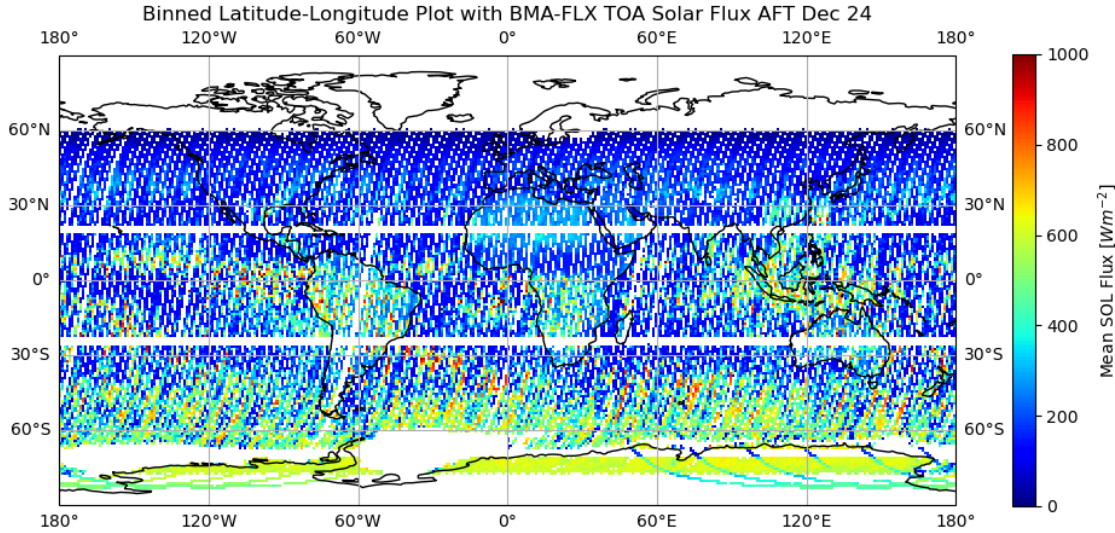 Binned Latitude-Longitude Plot with BMA-FLX TOA Solar Flux AFT Dec 24
180° 120°W 60°W 0° 60°E 120°E 180°
60°N 60°N
30°N 30°N
0° 0°
30°S 30°S
60°S 60°S
180° 120°W 60°W 0° 60°E 120°E 180°
1000
800
600
400
200
0
Mean SOL Flux [Wm⁻²]